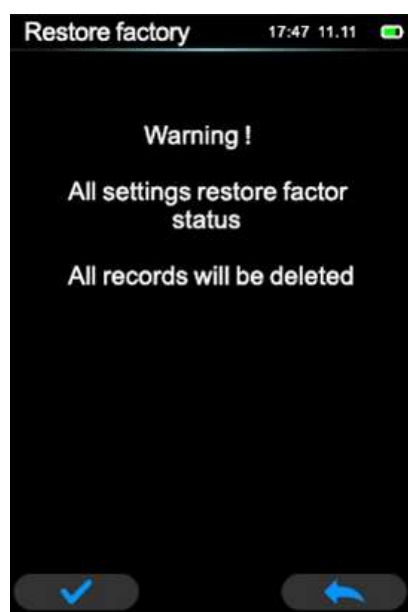 Restore factory 17:47 11.11
Warning !
All settings restore factor
status
All records will be deleted